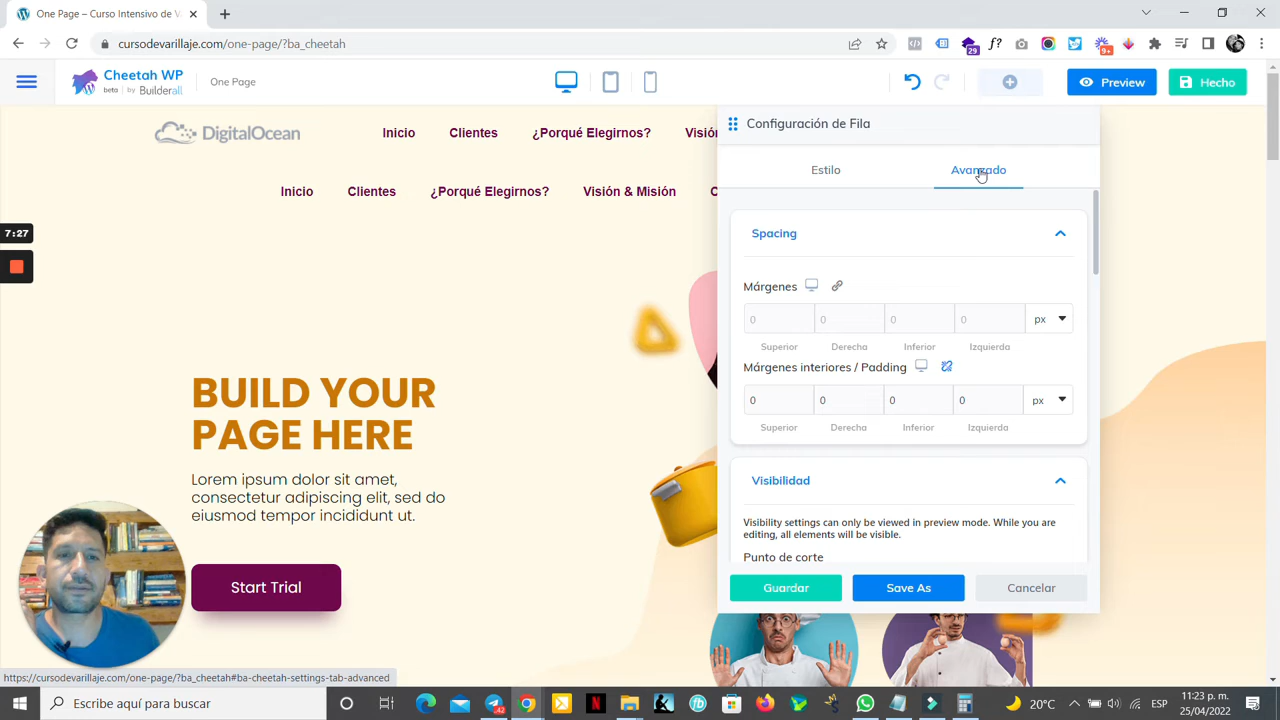 One Page – Curso Intensivo de V
cursodevarillaje.com/one-page/?ba_cheetah
29
f?
9+
Cheetah WP
beta | by Builderall
One Page
Preview
Hecho
DigitalOcean
Inicio
Clientes
¿Porqué Elegirnos?
Visió
Inicio
Clientes
¿Porqué Elegirnos?
Visión & Misión
C
7:27
BUILD YOUR
PAGE HERE
Lorem ipsum dolor sit amet,
consectetur adipiscing elit, sed do
eiusmod tempor incididunt ut.
Start Trial
Configuración de Fila
Estilo
Avanzado
Spacing
Márgenes
0
0
0
0
px
Superior
Derecha
Inferior
Izquierda
Márgenes interiores / Padding
0
0
0
0
px
Superior
Derecha
Inferior
Izquierda
Visibilidad
Visibility settings can only be viewed in preview mode. While you are
editing, all elements will be visible.
Punto de corte
Guardar
Save As
Cancelar
https://cursodevarillaje.com/one-page/?ba_cheetah#ba-cheetah-settings-tab-advanced
Escribe aquí para buscar
42
20°C
ESP
11:23 p. m.
25/04/2022